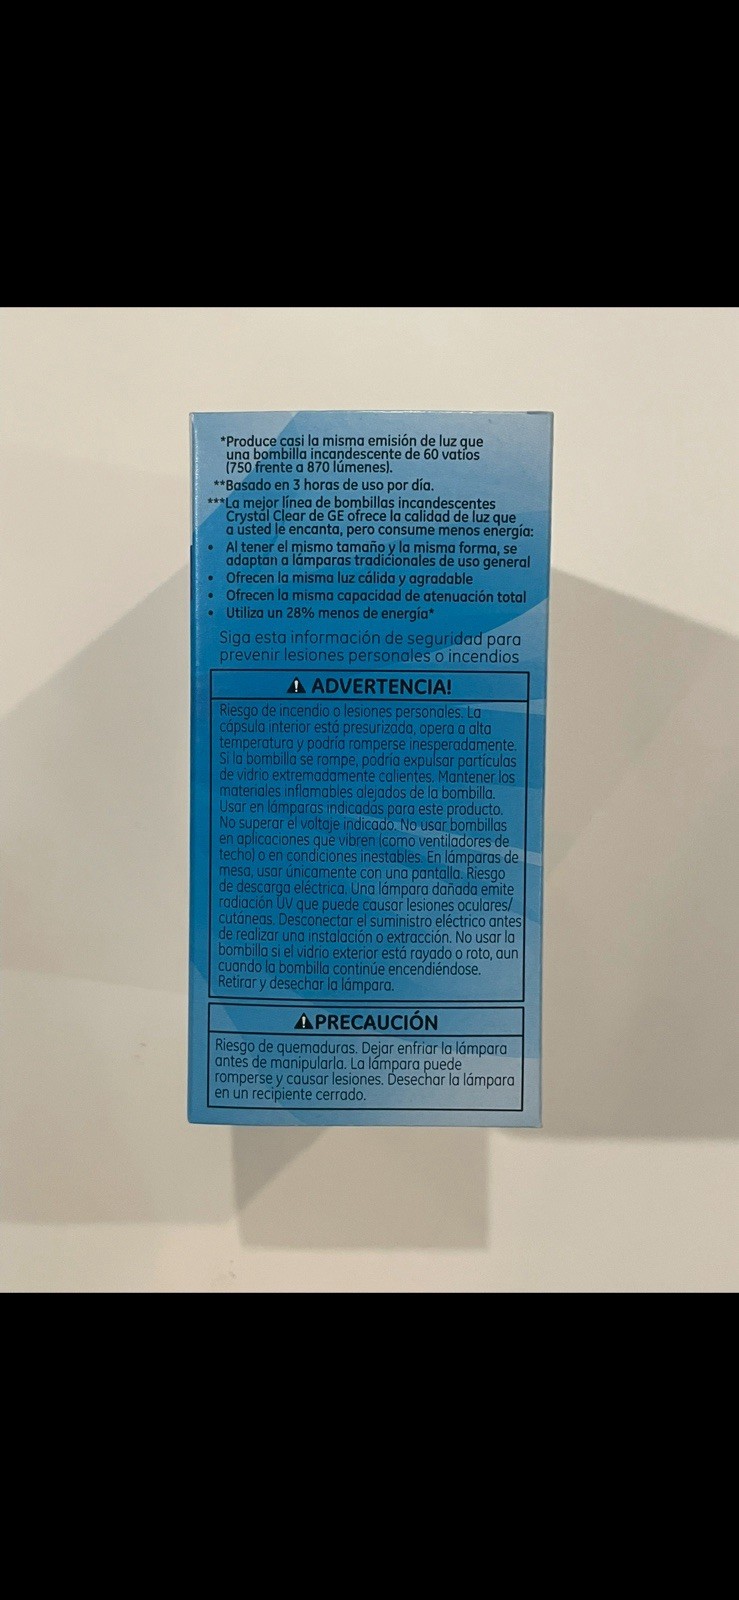 *Produce casi la misma emisión de luz que
una bombilla incandescente de 60 vatios
(750 frente a 870 lúmenes).
**Basado en 3 horas de uso por día.
***La mejor línea de bombillas incandescentes
Crystal Clear de GE ofrece la calidad de luz que
a usted le encanta, pero consume menos energía:
• Al tener el mismo tamaño y la misma forma, se
adaptan a lámparas tradicionales de uso general
• Ofrecen la misma luz cálida y agradable
• Ofrecen la misma capacidad de atenuación total
• Utiliza un 28% menos de energía*
Siga esta información de seguridad para
prevenir lesiones personales o incendios
⚠ ADVERTENCIA!
Riesgo de incendio o lesiones personales. La
cápsula interior está presurizada, opera a alta
temperatura y podría romperse inesperadamente.
Si la bombilla se rompe, podría expulsar partículas
de vidrio extremadamente calientes. Mantener los
materiales inflamables alejados de la bombilla.
Usar en lámparas indicadas para este producto.
No superar el voltaje indicado. No usar bombillas
en aplicaciones que vibren (como ventiladores de
techo) o en condiciones inestables. En lámparas de
mesa, usar únicamente con una pantalla. Riesgo
de descarga eléctrica. Una lámpara dañada emite
radiación UV que puede causar lesiones oculares/
cutáneas. Desconectar el suministro eléctrico antes
de realizar una instalación o extracción. No usar la
bombilla si el vidrio exterior está rayado o roto, aun
cuando la bombilla continúe encendiéndose.
Retirar y desechar la lámpara.
⚠PRECAUCIÓN
Riesgo de quemaduras. Dejar enfriar la lámpara
antes de manipularla. La lámpara puede
romperse y causar lesiones. Desechar la lámpara
en un recipiente cerrado.